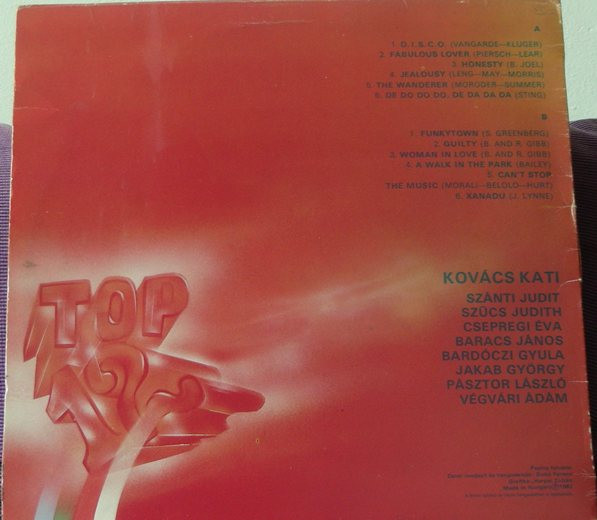 A
1. D.I.S.C.O. (VANGARDE—KLUGER)
2. FABULOUS LOVER (PIERSCH—LEAR)
3. HONESTY (B. JOEL)
4. JEALOUSY (LENG—MAY—MORRIS)
5. THE WANDERER (MORODER—SUMMER)
6. DE DO DO DO, DE DA DA DA (STING)
B
1. FUNKYTOWN (S. GREENBERG)
2. GUILTY (B. AND R. GIBB)
3. WOMAN IN LOVE (B. AND R. GIBB)
4. A WALK IN THE PARK (BAILEY)
5. CAN'T STOP
THE MUSIC (MORALI—BELOLO—HURT)
6. XANADU (J. LYNNE)
TOP
12
KOVÁCS KATI
SZÁNTI JUDIT
SZŰCS JUDITH
CSEPREGI ÉVA
BARACS JÁNOS
BARDÓCZI GYULA
JAKAB GYÖRGY
PÁSZTOR LÁSZLÓ
VÉGVÁRI ÁDÁM